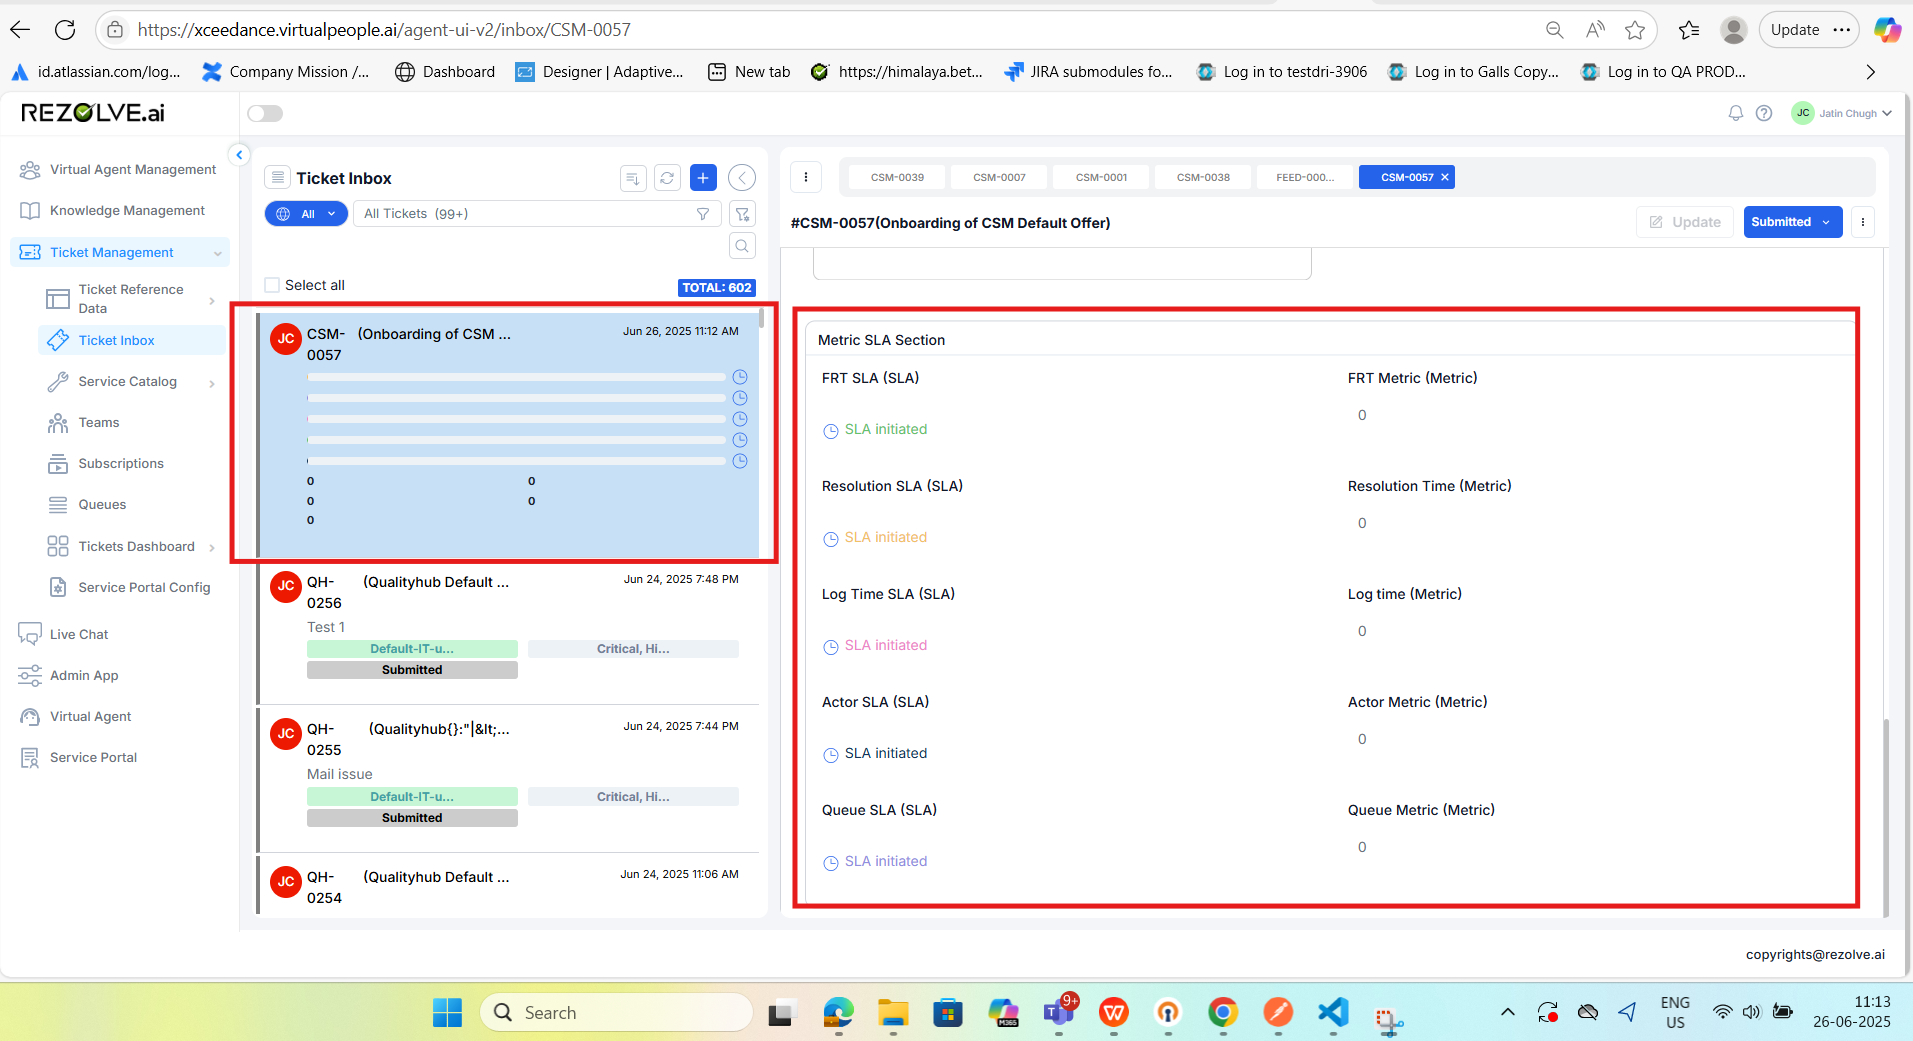 https://xceedance.virtualpeople.ai/agent-ui-v2/inbox/CSM-0057
Update
id.atlassian.com/log...
Company Mission /...
Dashboard
Designer | Adaptive...
New tab
https://himalaya.bet...
JIRA submodules fo...
Log in to testdri-3906
Log in to Galls Copy...
Log in to QA PROD...
REZOLVE.ai
JC
Jatin Chugh
Virtual Agent Management
Knowledge Management
Ticket Management
Ticket Reference
Data
Ticket Inbox
Service Catalog
Teams
Subscriptions
Queues
Tickets Dashboard
Service Portal Config
Live Chat
Admin App
Virtual Agent
Service Portal
Ticket Inbox
All
All Tickets (99+)
Select all
TOTAL: 602
JC
CSM-
0057
(Onboarding of CSM ...
Jun 26, 2025 11:12 AM
0
0
0
0
0
JC
QH-
0256
(Qualityhub Default ...
Jun 24, 2025 7:48 PM
Test 1
Default-IT-u...
Critical, Hi...
Submitted
JC
QH-
0255
(Qualityhub{}:"|&lt;...
Jun 24, 2025 7:44 PM
Mail issue
Default-IT-u...
Critical, Hi...
Submitted
JC
QH-
0254
(Qualityhub Default ...
Jun 24, 2025 11:06 AM
CSM-0039
CSM-0007
CSM-0001
CSM-0038
FEED-000...
CSM-0057
#CSM-0057(Onboarding of CSM Default Offer)
Update
Submitted
Metric SLA Section
FRT SLA (SLA)
FRT Metric (Metric)
SLA initiated
0
Resolution SLA (SLA)
Resolution Time (Metric)
SLA initiated
0
Log Time SLA (SLA)
Log time (Metric)
SLA initiated
0
Actor SLA (SLA)
Actor Metric (Metric)
SLA initiated
0
Queue SLA (SLA)
Queue Metric (Metric)
SLA initiated
0
copyrights@rezolve.ai
Search
M365
9+
ENG
US
11:13
26-06-2025